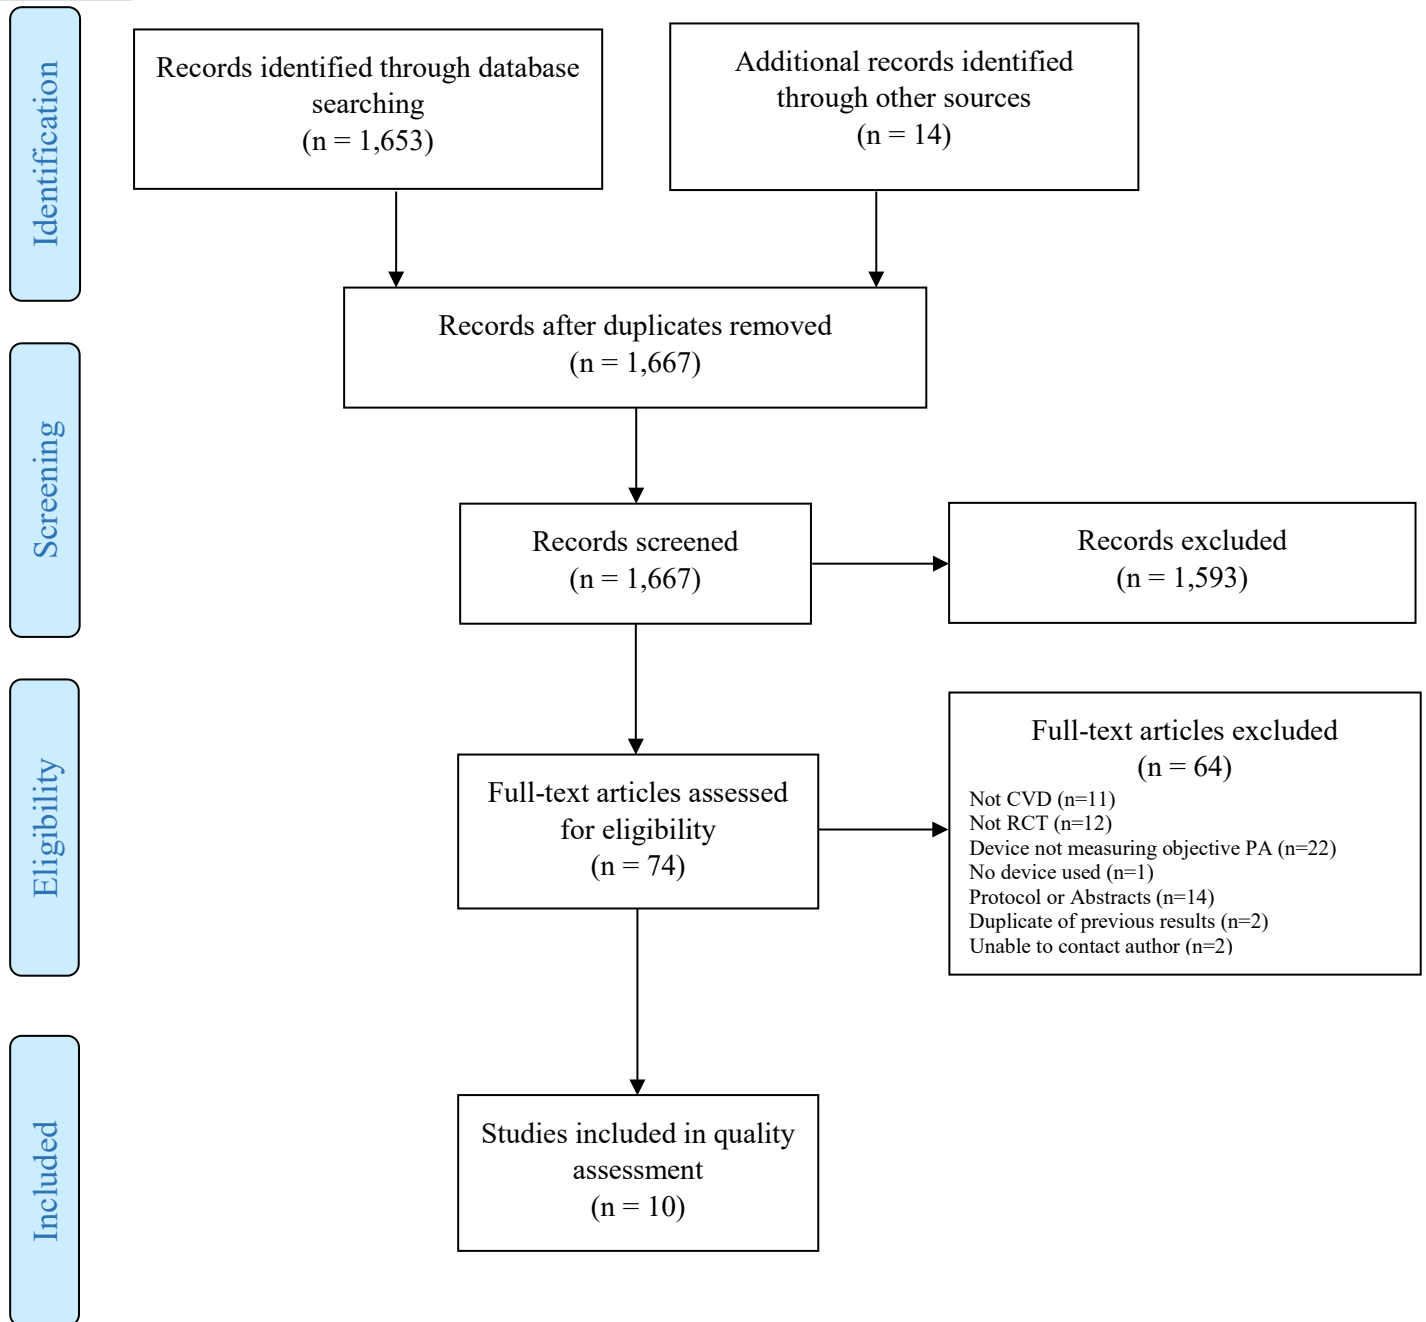 Identification
Records identified through database
searching
(n = 1,653)
Additional records identified
through other sources
(n = 14)
Records after duplicates removed
(n = 1,667)
Screening
Records screened
(n = 1,667)
Records excluded
(n = 1,593)
Eligibility
Full-text articles assessed
for eligibility
(n = 74)
Full-text articles excluded
(n = 64)
Not CVD (n=11)
Not RCT (n=12)
Device not measuring objective PA (n=22)
No device used (n=1)
Protocol or Abstracts (n=14)
Duplicate of previous results (n=2)
Unable to contact author (n=2)
Included
Studies included in quality
assessment
(n = 10)